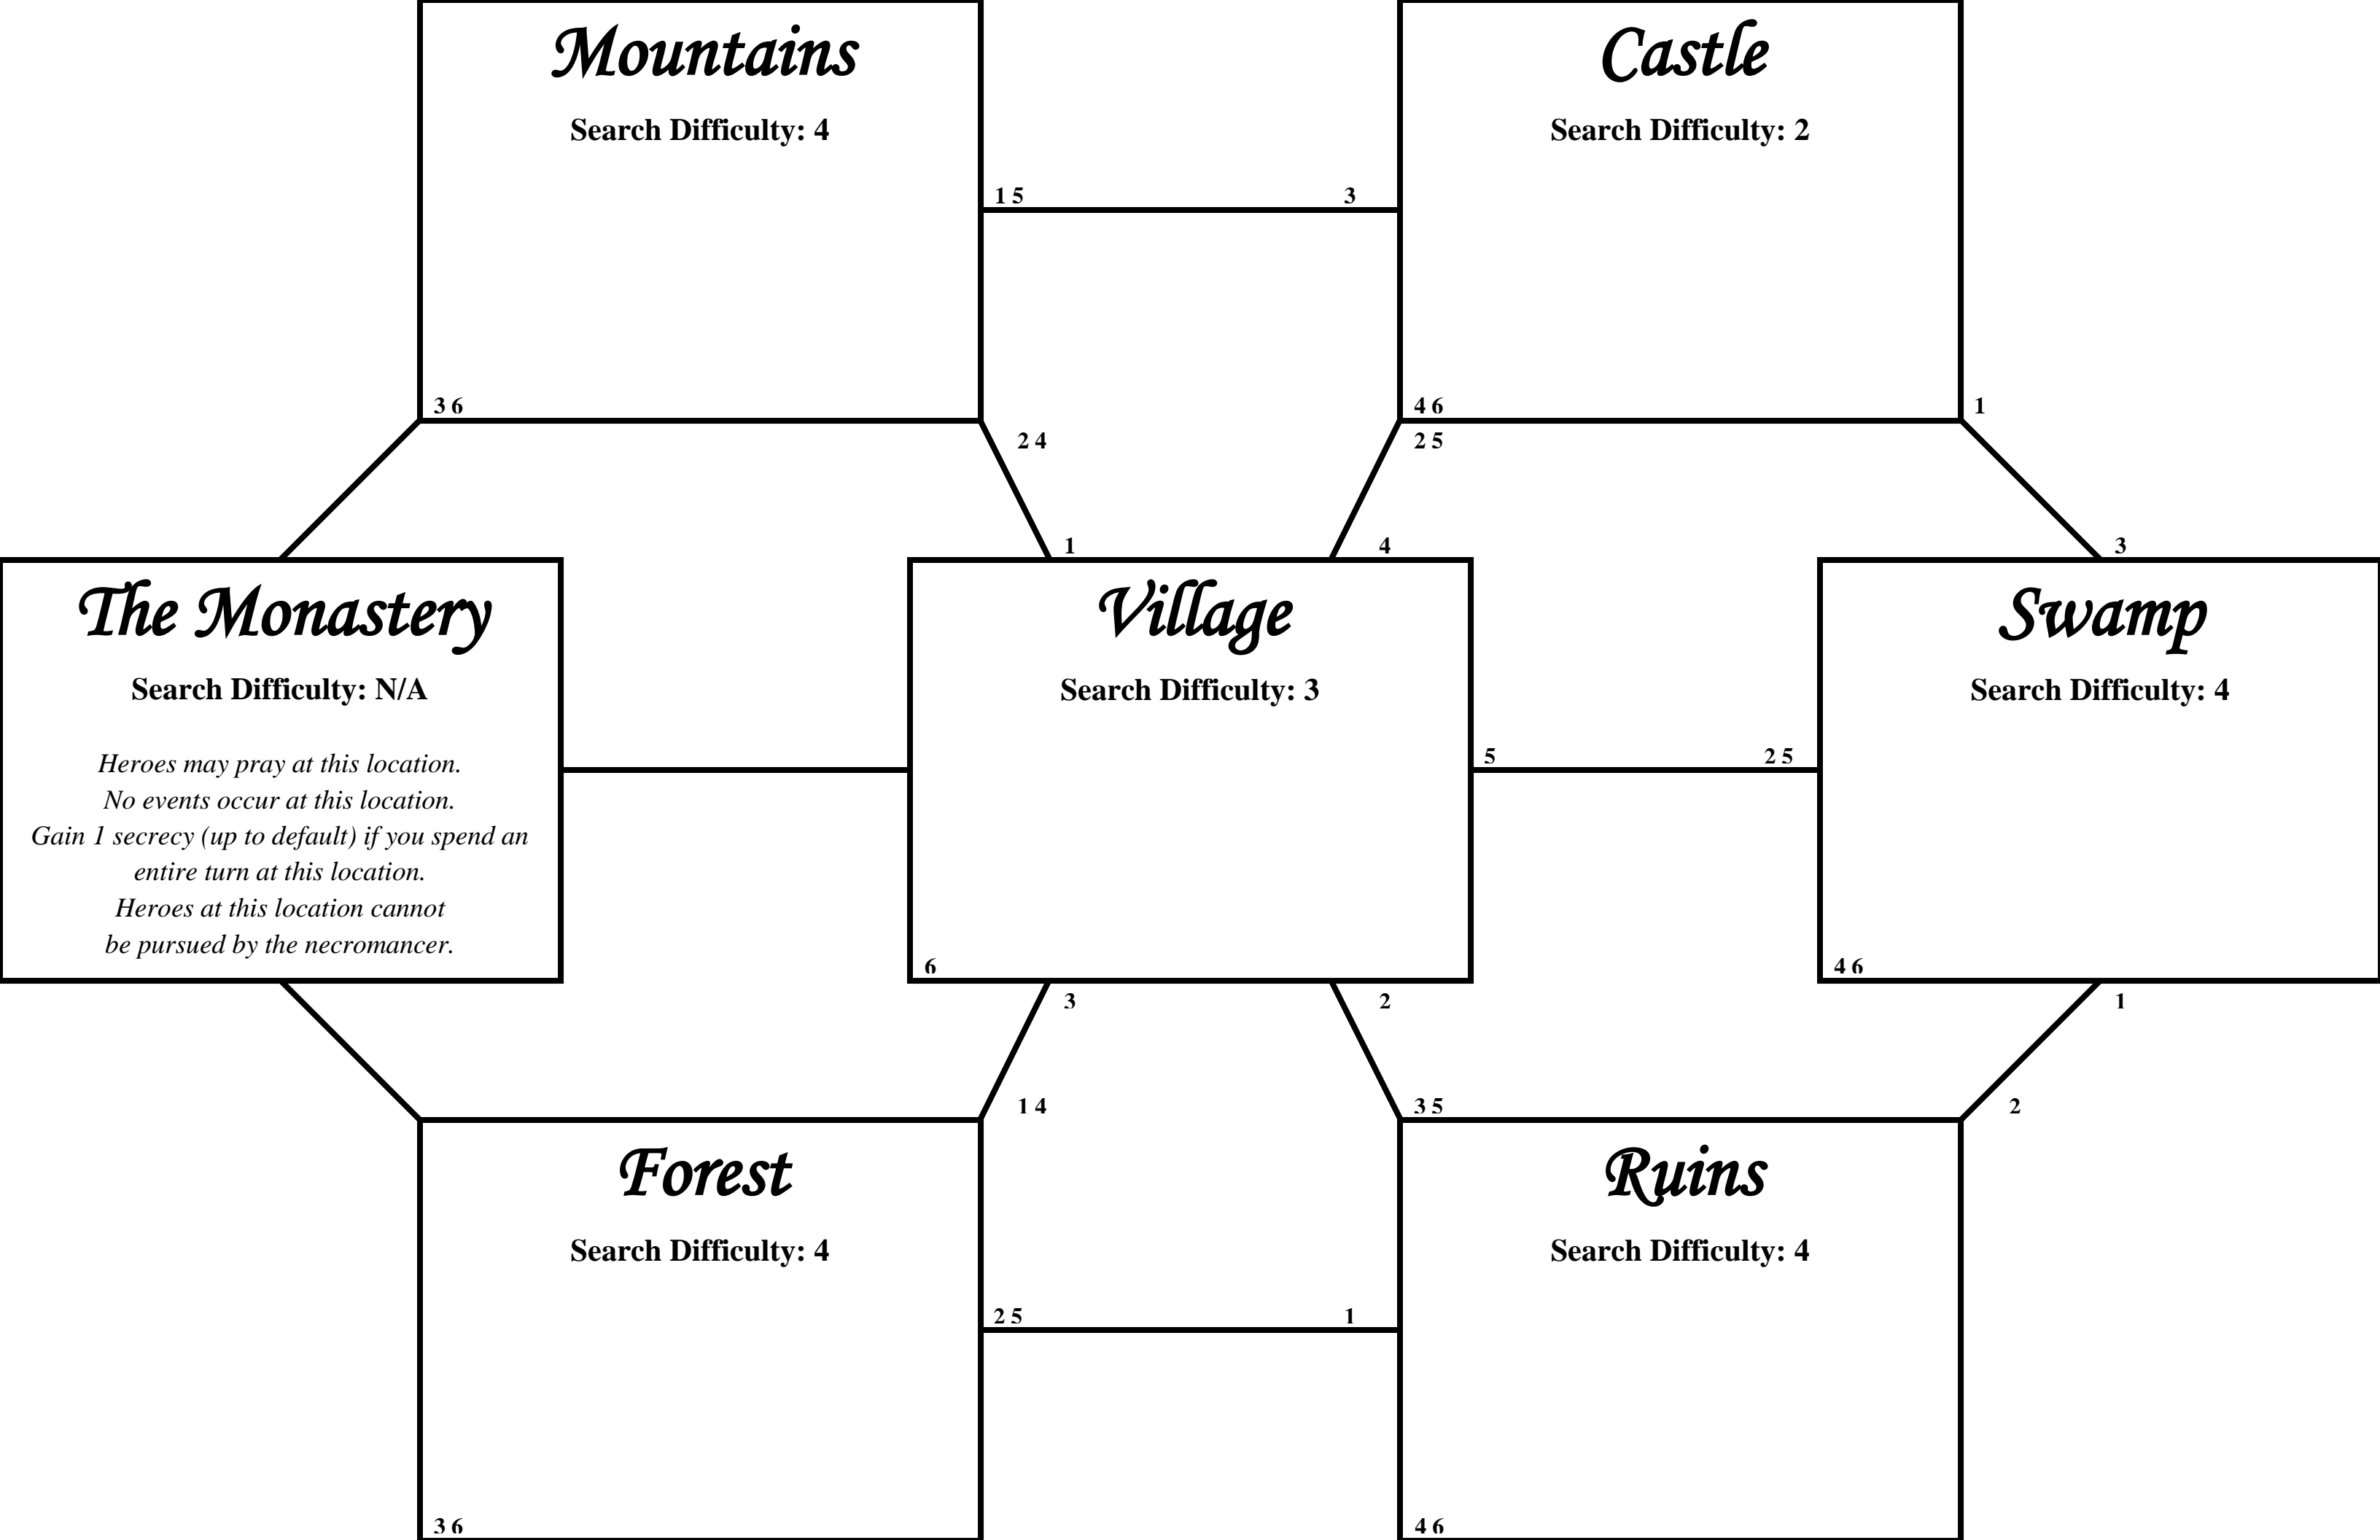 Mountains
Search Difficulty: 4
1 5
3 6
2 4
Castle
Search Difficulty: 2
3
4 6
2 5
1
The Monastery
Search Difficulty: N/A
Heroes may pray at this location.
No events occur at this location.
Gain 1 secrecy (up to default) if you spend an
entire turn at this location.
Heroes at this location cannot
be pursued by the necromancer.
1
4
Village
Search Difficulty: 3
5
6
3
2
3
Swamp
Search Difficulty: 4
2 5
4 6
1
1 4
Forest
Search Difficulty: 4
2 5
3 6
3 5
2
Ruins
Search Difficulty: 4
1
4 6